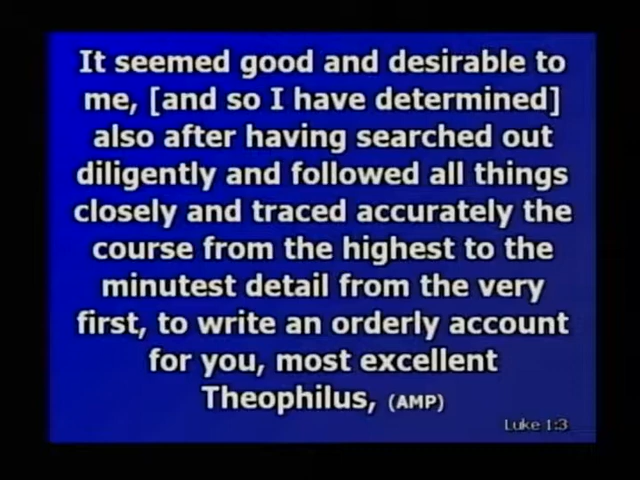 It seemed good and desirable to
me, [and so I have determined]
also after having searched out
diligently and followed all things
closely and traced accurately the
course from the highest to the
minutest detail from the very
first, to write an orderly account
for you, most excellent
Theophilus, (AMP)
Luke 1:3